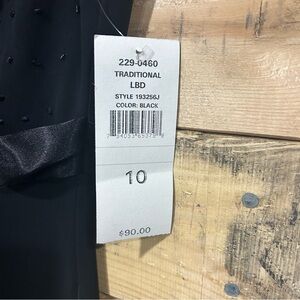 229-0460
TRADITIONAL
LBD
STYLE 193256J
COLOR: BLACK
10
$90.00